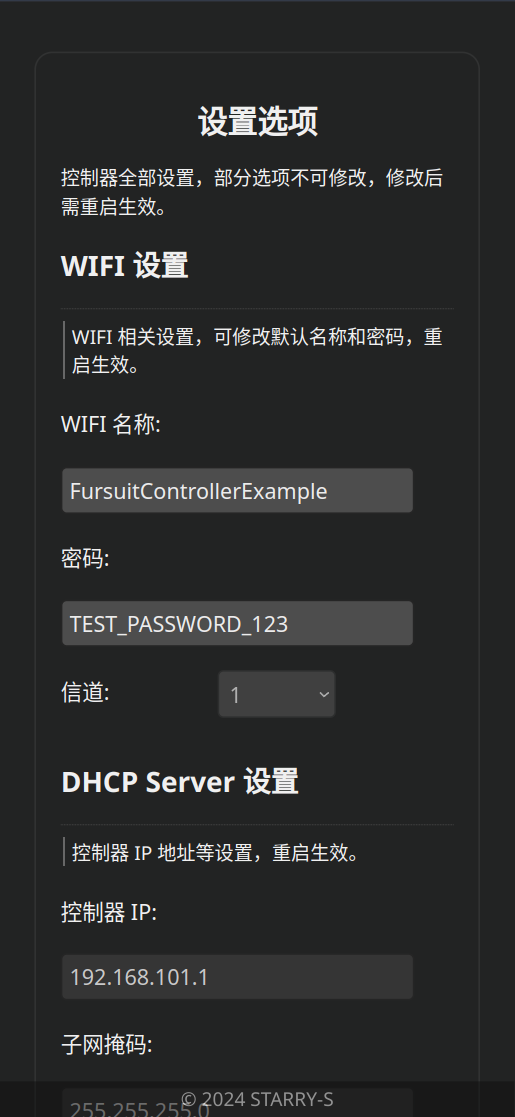 设置选项
控制器全部设置，部分选项不可修改，修改后
需重启生效。
WIFI 设置
WIFI 相关设置，可修改默认名称和密码，重
启生效。
WIFI 名称:
FursuitControllerExample
密码:
TEST_PASSWORD_123
信道:
1
DHCP Server 设置
控制器 IP 地址等设置，重启生效。
控制器 IP:
192.168.101.1
子网掩码:
255.255.255.0
© 2024 STARRY-S